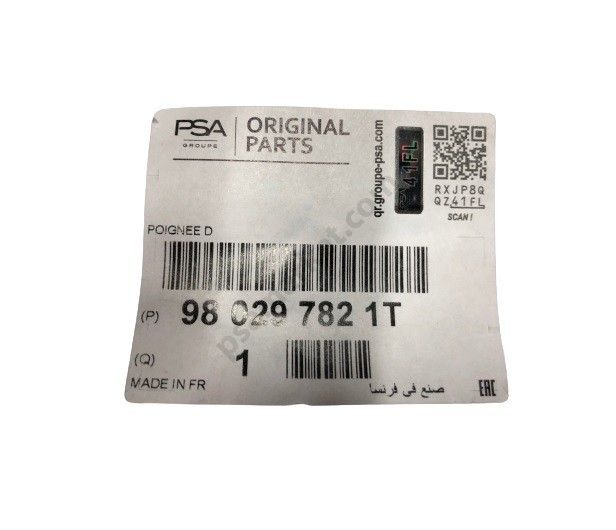 PSA
GROUPE
ORIGINAL
PARTS
qr.groupe-psa.com
41FL
RXJP8Q
QZ41FL
SCAN!
POIGNEE D
(P) 98 029 782 1T
(Q) 1
MADE IN FR
صنع في فرنسا
EAC